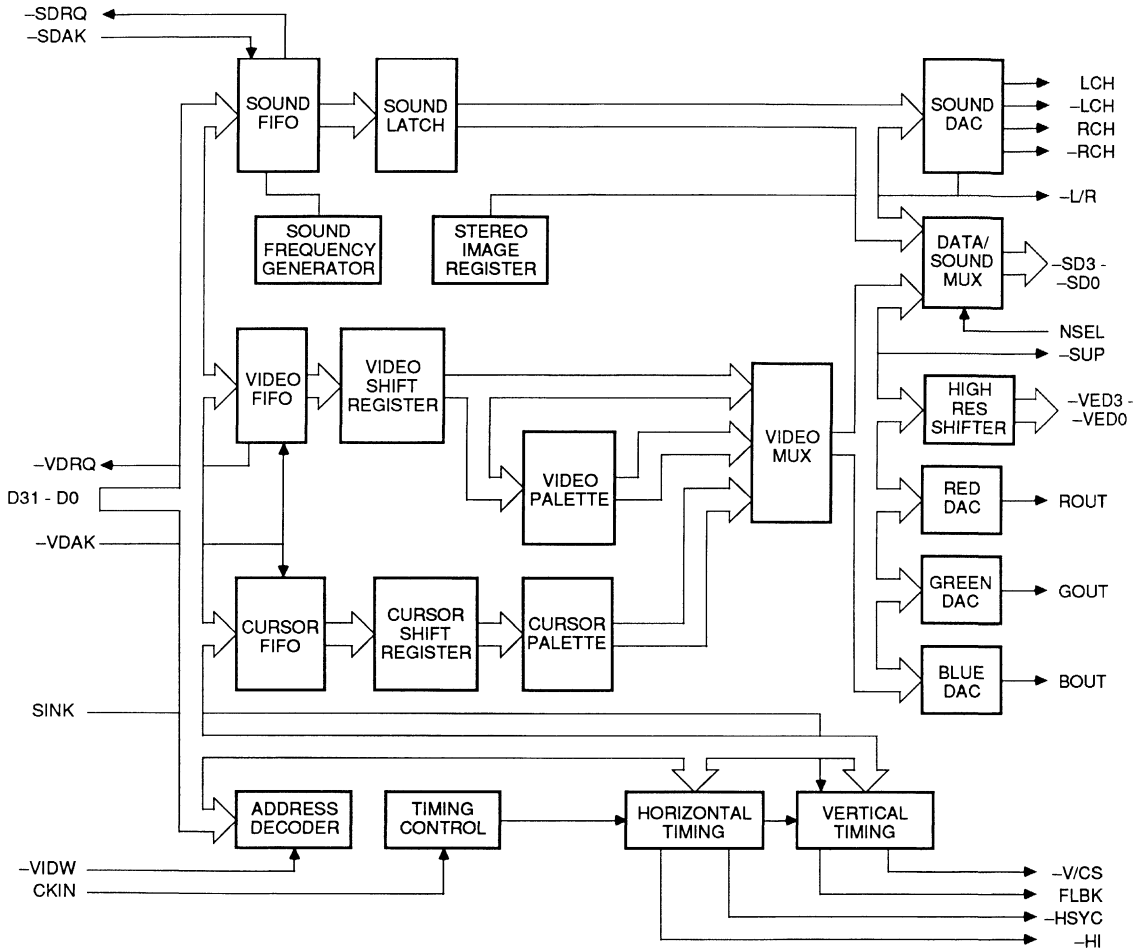 –SDRQ
–SDAK
SOUND
FIFO
SOUND
LATCH
SOUND
DAC
LCH
–LCH
RCH
–RCH
–L/R
SOUND
FREQUENCY
GENERATOR
STEREO
IMAGE
REGISTER
DATA/
SOUND
MUX
–SD3 -
–SD0
NSEL
–SUP
VIDEO
FIFO
VIDEO
SHIFT
REGISTER
VIDEO
MUX
HIGH
RES
SHIFTER
–VED3 -
–VED0
–VDRQ
D31 - D0
–VDAK
VIDEO
PALETTE
RED
DAC
ROUT
CURSOR
FIFO
CURSOR
SHIFT
REGISTER
CURSOR
PALETTE
GREEN
DAC
GOUT
BLUE
DAC
BOUT
SINK
ADDRESS
DECODER
TIMING
CONTROL
HORIZONTAL
TIMING
VERTICAL
TIMING
–VIDW
CKIN
–V/CS
FLBK
–HSYC
–HI